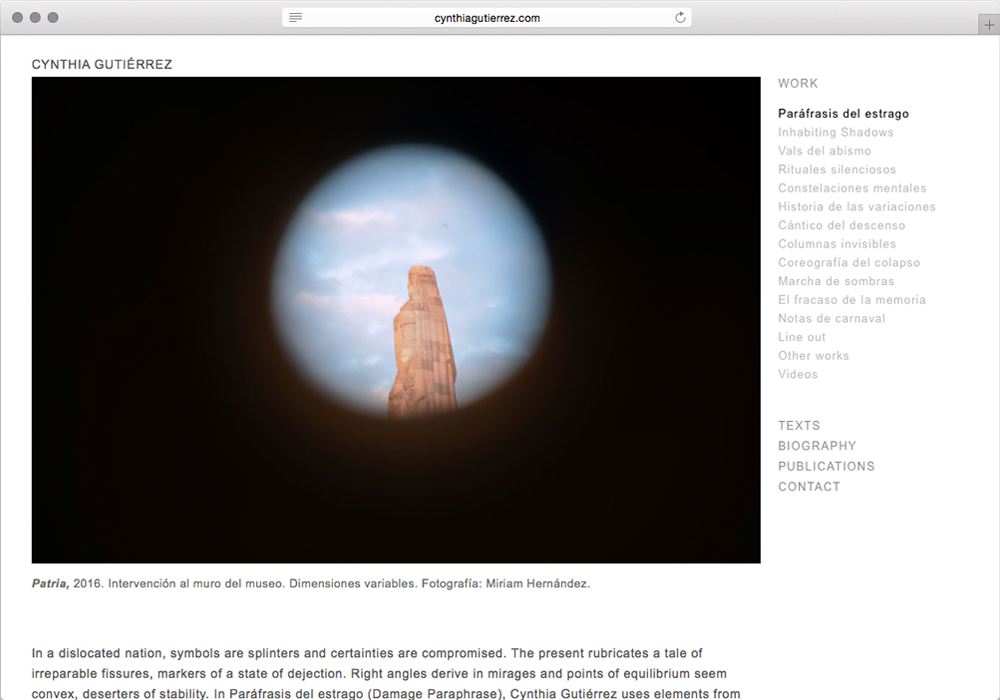 cynthiagutierrez.com
CYNTHIA GUTIÉRREZ
Patria, 2016. Intervención al muro del museo. Dimensiones variables. Fotografía: Miriam Hernández.
In a dislocated nation, symbols are splinters and certainties are compromised. The present rubricates a tale of
irreparable fissures, markers of a state of dejection. Right angles derive in mirages and points of equilibrium seem
convex, deserters of stability. In Paráfrasis del estrago (Damage Paraphrase), Cynthia Gutiérrez uses elements from
WORK
Paráfrasis del estrago
Inhabiting Shadows
Vals del abismo
Rituales silenciosos
Constelaciones mentales
Historia de las variaciones
Cántico del descenso
Columnas invisibles
Coreografía del colapso
Marcha de sombras
El fracaso de la memoria
Notas de carnaval
Line out
Other works
Videos
TEXTS
BIOGRAPHY
PUBLICATIONS
CONTACT